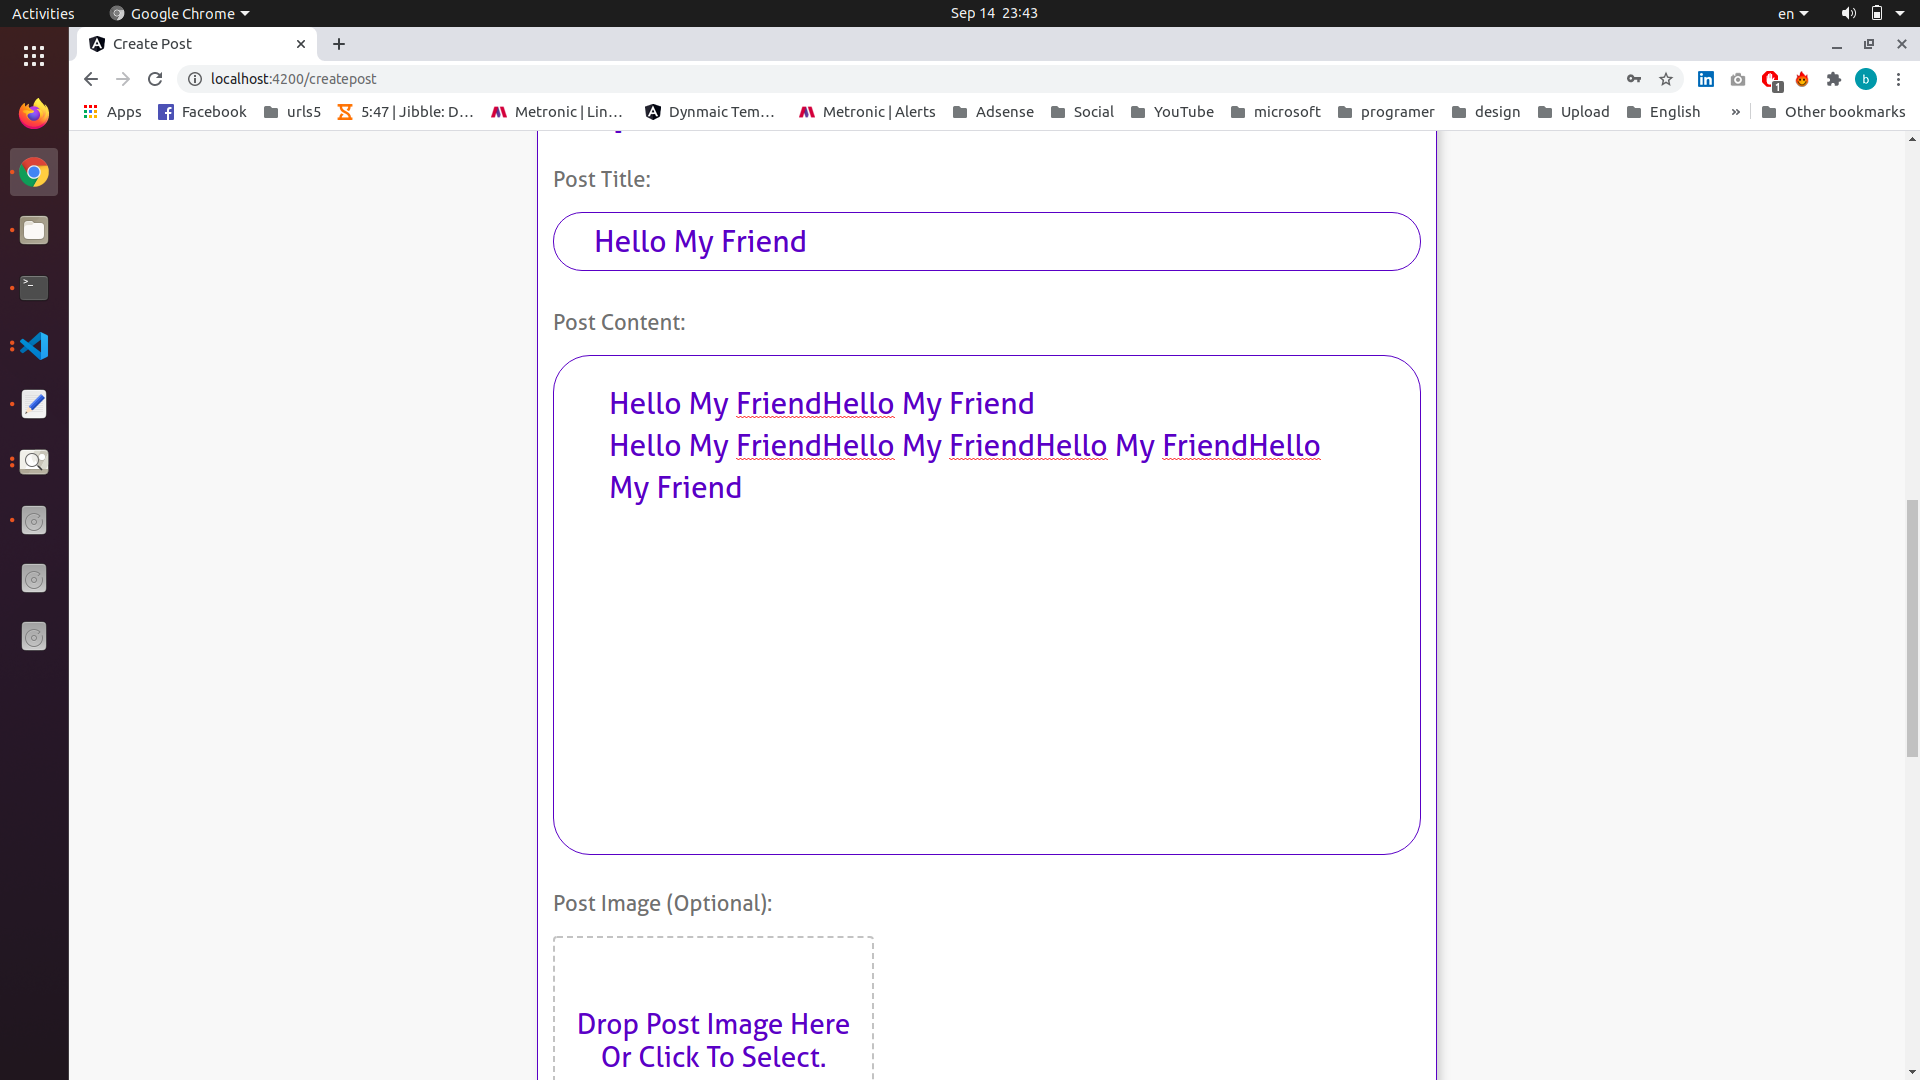 Activities Google Chrome Sep 14 23:43 en
Create Post
localhost:4200/createpost b 1
Apps Facebook urls5 5:47 | Jibble: D... Metronic | Lin... Dynmaic Tem... Metronic | Alerts Adsense Social YouTube microsoft programer design Upload English » Other bookmarks
Post Title:
Hello My Friend
Post Content:
Hello My FriendHello My Friend
Hello My FriendHello My FriendHello My FriendHello
My Friend
Post Image (Optional):
Drop Post Image Here
Or Click To Select.